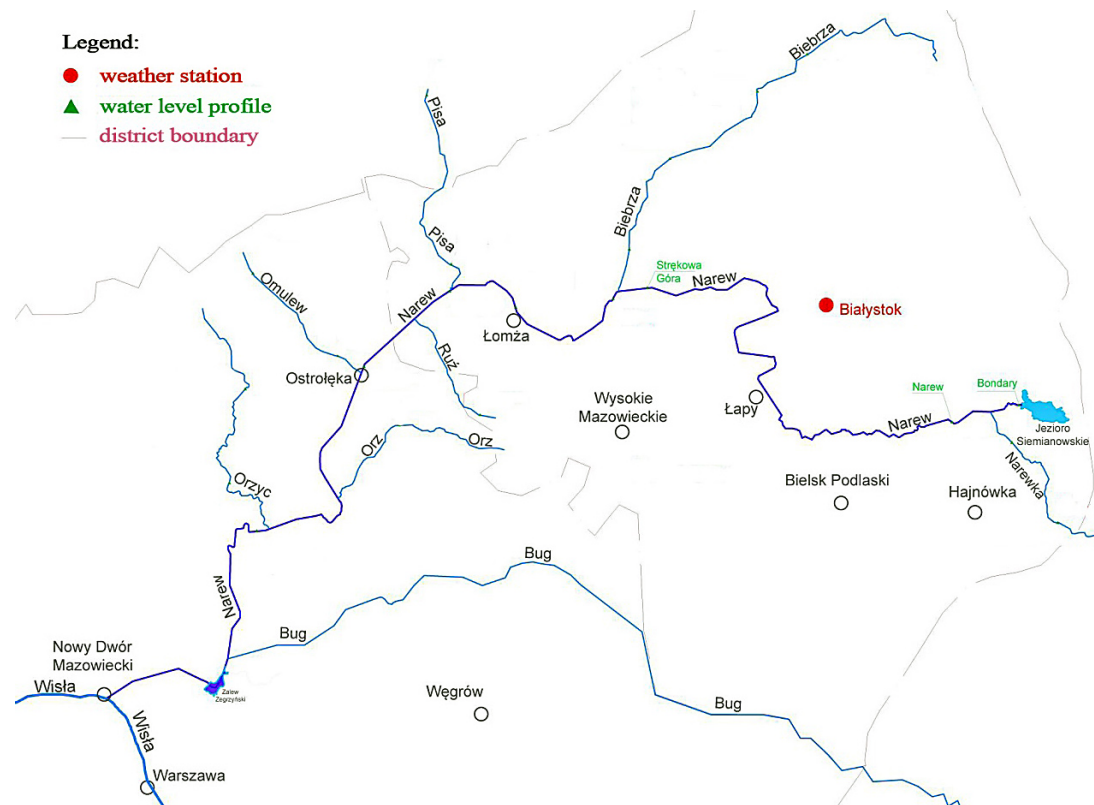 Legend:
weather station
water level profile
district boundary
Biebrza
Pisa
Biebrza
Pisa
Strękowa
Góra
Narew
Omulew
Narew
Białystok
Łomża
Ruż
Ostrołęka
Narew
Bondary
Wysokie
Mazowieckie
Łapy
Narew
Jezioro
Siemianowskie
Orz
Orz
Narewka
Orzyc
Bielsk Podlaski
Hajnówka
Bug
Narew
Bug
Nowy Dwór
Mazowiecki
Wisła
Zalew
Zegrzyński
Węgrów
Bug
Wisła
Warszawa